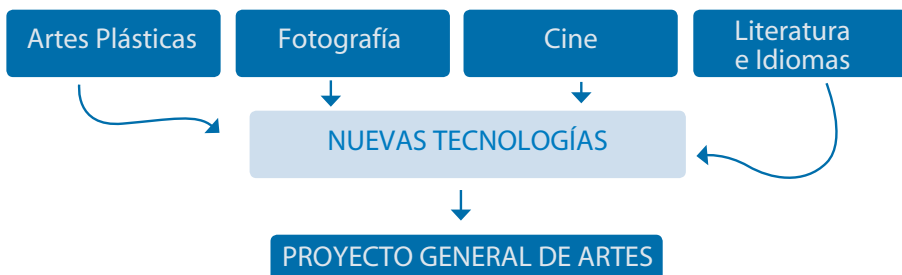 Artes Plásticas
Fotografía
Cine
Literatura
e Idiomas
NUEVAS TECNOLOGÍAS
PROYECTO GENERAL DE ARTES